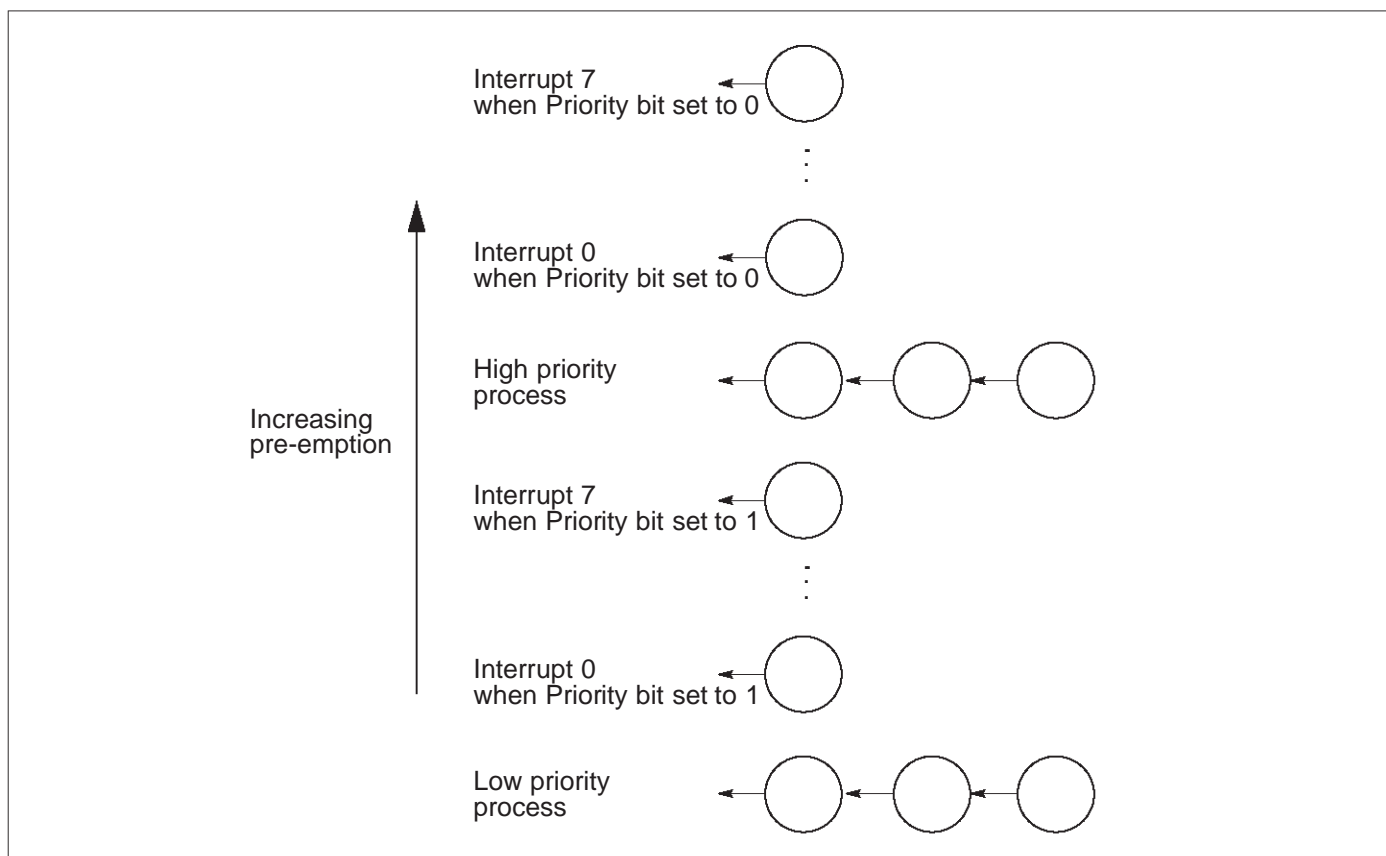 Interrupt 7
when Priority bit set to 0
Interrupt 0
when Priority bit set to 0
High priority
process
Increasing
pre-emption
Interrupt 7
when Priority bit set to 1
Interrupt 0
when Priority bit set to 1
Low priority
process